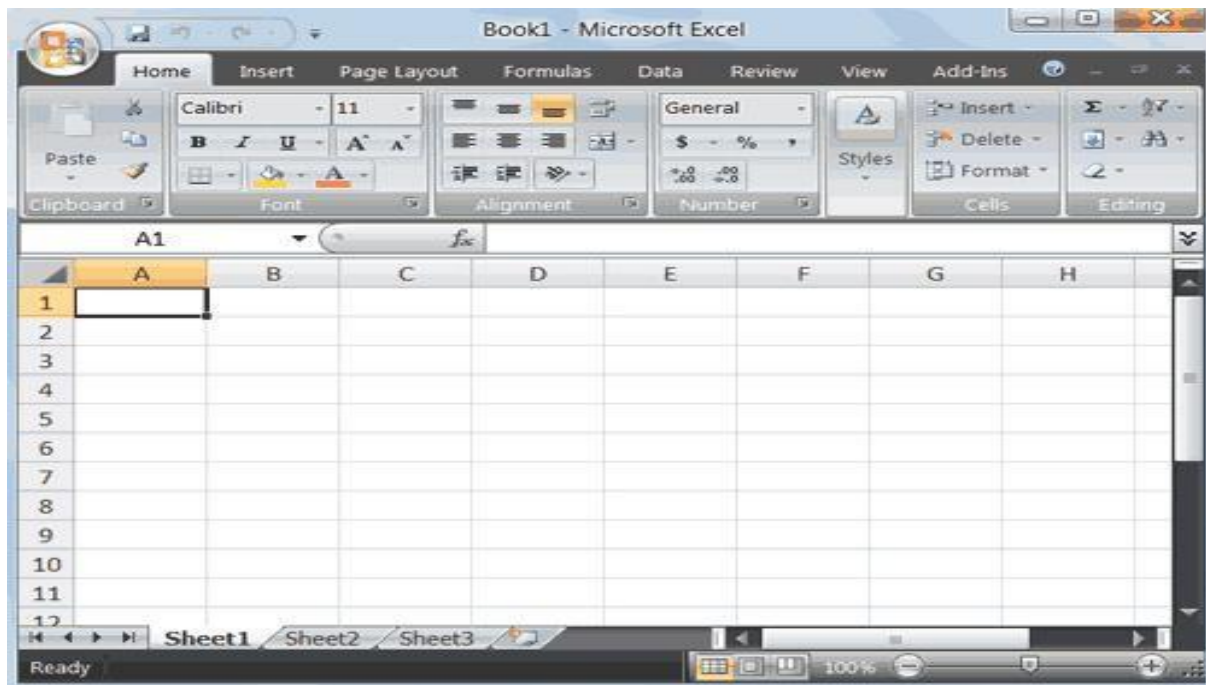 Book1 - Microsoft Excel
Home Insert Page Layout Formulas Data Review View Add-Ins
Calibri 11 General Insert
B I U A A $ % , Delete
Paste Styles Format
Clipboard Font Alignment Number Cells Editing
A1 fx
A B C D E F G H
1
2
3
4
5
6
7
8
9
10
11
12
Sheet1 Sheet2 Sheet3
Ready 100%